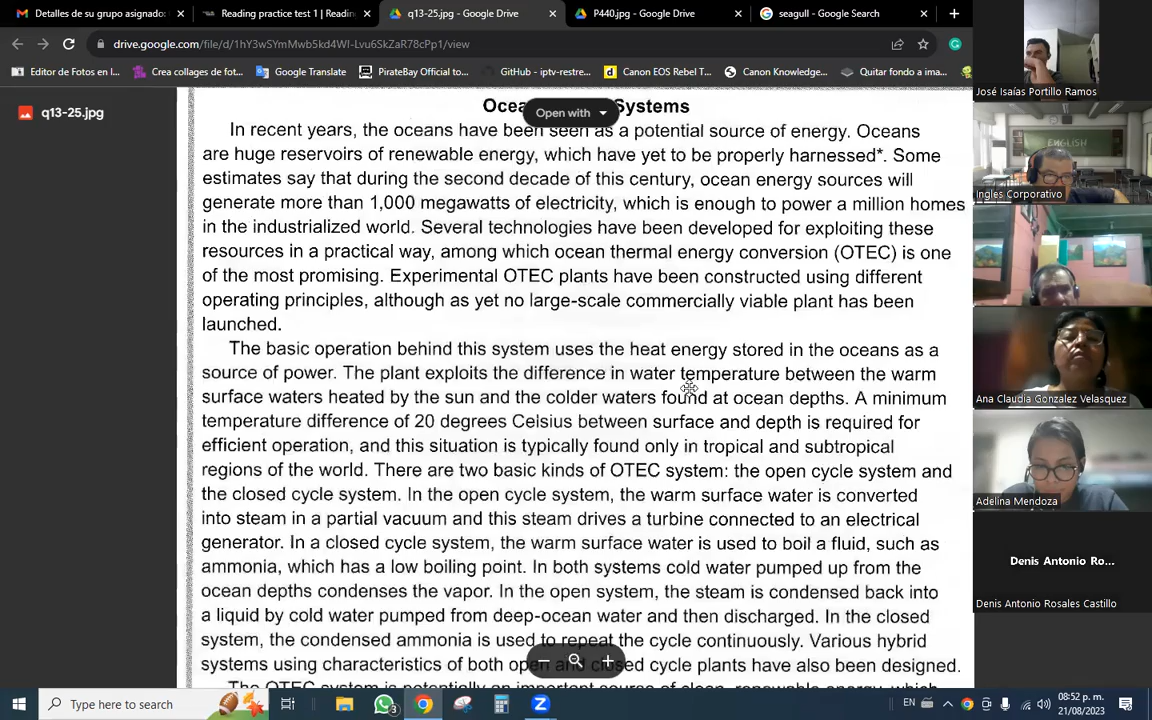 Detalles de su grupo asignado:
Reading practice test 1 | Readin
q13-25.jpg - Google Drive
P440.jpg - Google Drive
seagull - Google Search
drive.google.com/file/d/1hY3wSYmMwb5kd4WI-Lvu6SkZaR78cPp1/view
Editor de Fotos en l...
Crea collages de fot...
Google Translate
PirateBay Official to...
GitHub - iptv-restre...
Canon EOS Rebel T...
Canon Knowledge...
Quitar fondo a ima...
q13-25.jpg
Open with
Systems
In recent years, the oceans have been seen as a potential source of energy. Oceans
are huge reservoirs of renewable energy, which have yet to be properly harnessed*. Some
estimates say that during the second decade of this century, ocean energy sources will
generate more than 1,000 megawatts of electricity, which is enough to power a million homes
in the industrialized world. Several technologies have been developed for exploiting these
resources in a practical way, among which ocean thermal energy conversion (OTEC) is one
of the most promising. Experimental OTEC plants have been constructed using different
operating principles, although as yet no large-scale commercially viable plant has been
launched.
The basic operation behind this system uses the heat energy stored in the oceans as a
source of power. The plant exploits the difference in water temperature between the warm
surface waters heated by the sun and the colder waters found at ocean depths. A minimum
temperature difference of 20 degrees Celsius between surface and depth is required for
efficient operation, and this situation is typically found only in tropical and subtropical
regions of the world. There are two basic kinds of OTEC system: the open cycle system and
the closed cycle system. In the open cycle system, the warm surface water is converted
into steam in a partial vacuum and this steam drives a turbine connected to an electrical
generator. In a closed cycle system, the warm surface water is used to boil a fluid, such as
ammonia, which has a low boiling point. In both systems cold water pumped up from the
ocean depths condenses the vapor. In the open system, the steam is condensed back into
a liquid by cold water pumped from deep-ocean water and then discharged. In the closed
system, the condensed ammonia is used to repeat the cycle continuously. Various hybrid
systems using characteristics of both open and closed cycle plants have also been designed.
The OTEC system is potentially an important source of clean, renewable energy, which
José Isaías Portillo Ramos
ENGLISH
Ingles Corporativo
Ana Claudia Gonzalez Velasquez
Adelina Mendoza
Denis Antonio Ro...
Denis Antonio Rosales Castillo
Type here to search
3
EN
08:52 p. m.
21/08/2023